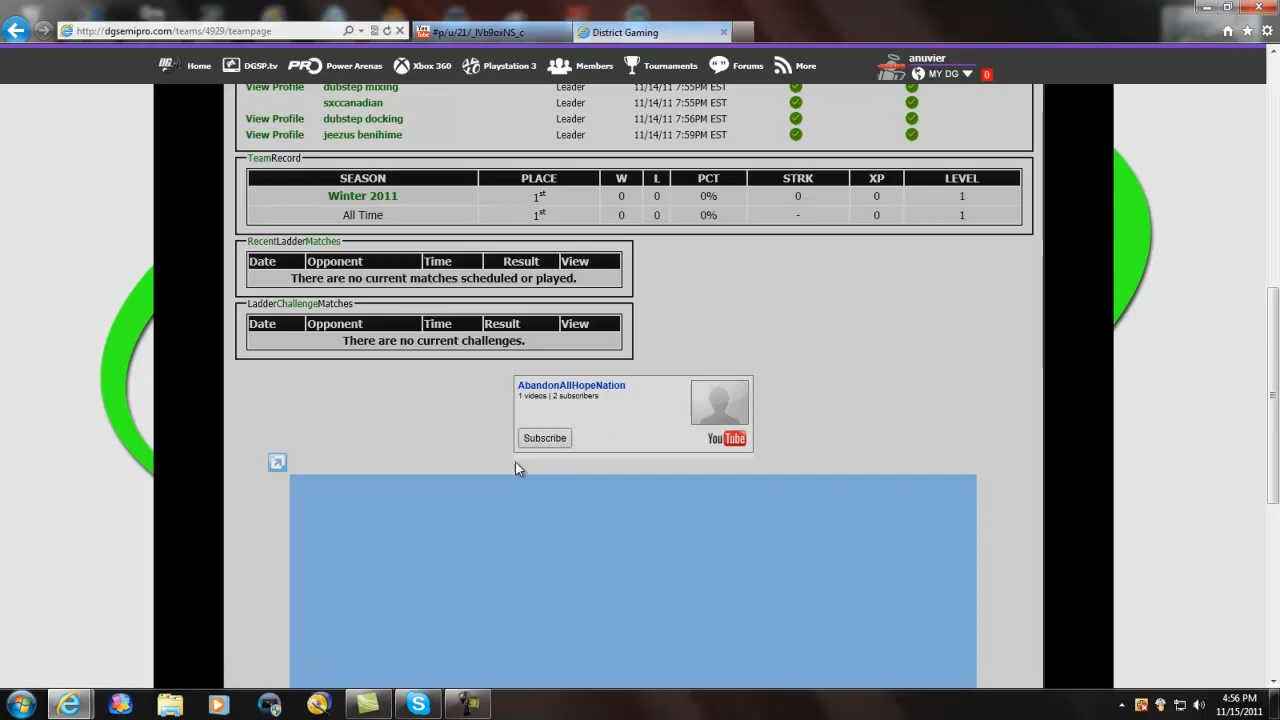 http://dgsemipro.com/teams/4929/teampage
#p/u/21/_IVb9oxNS_c
District Gaming
Home
DGSP.tv
PRO Power Arenas
Xbox 360
Playstation 3
Members
Tournaments
Forums
More
anuvier
MY DG
0
View Profile dubstep mixing Leader 11/14/11 7:55PM EST
sxccanadian Leader 11/14/11 7:55PM EST
View Profile dubstep docking Leader 11/14/11 7:56PM EST
View Profile jeezus benihime Leader 11/14/11 7:59PM EST
TeamRecord
SEASON PLACE W L PCT STRK XP LEVEL
Winter 2011 1st 0 0 0% 0 0 1
All Time 1st 0 0 0% - 0 1
RecentLadderMatches
Date Opponent Time Result View
There are no current matches scheduled or played.
LadderChallengeMatches
Date Opponent Time Result View
There are no current challenges.
AbandonAllHopeNation
1 videos | 2 subscribers
Subscribe
YouTube
4:56 PM
11/15/2011